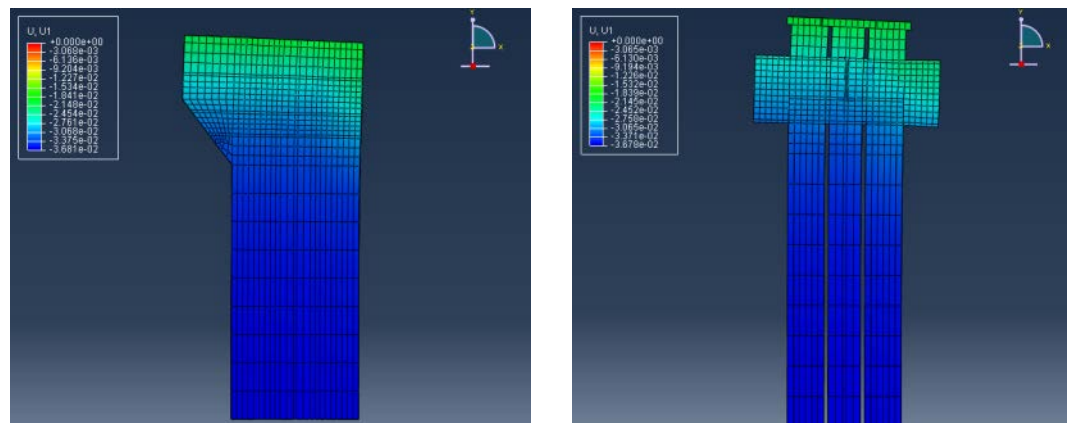 U, U1
+0.000e+00
-3.068e-03
-6.136e-03
-9.204e-03
-1.227e-02
-1.534e-02
-1.841e-02
-2.148e-02
-2.454e-02
-2.761e-02
-3.068e-02
-3.375e-02
-3.681e-02
Y
X
U, U1
+0.000e+00
-3.065e-03
-6.130e-03
-9.194e-03
-1.226e-02
-1.532e-02
-1.839e-02
-2.145e-02
-2.452e-02
-2.758e-02
-3.065e-02
-3.371e-02
-3.678e-02
Y
X